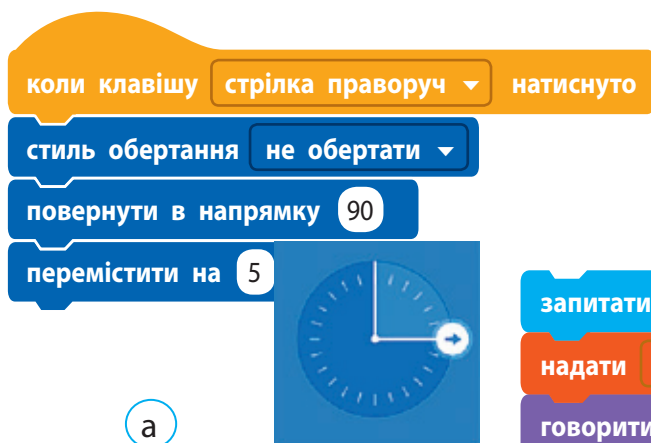 коли клавішу стрілка праворуч натиснуто
стиль обертання не обертати
повернути в напрямку 90
перемістити на 5
запитати
надати
говорити
а